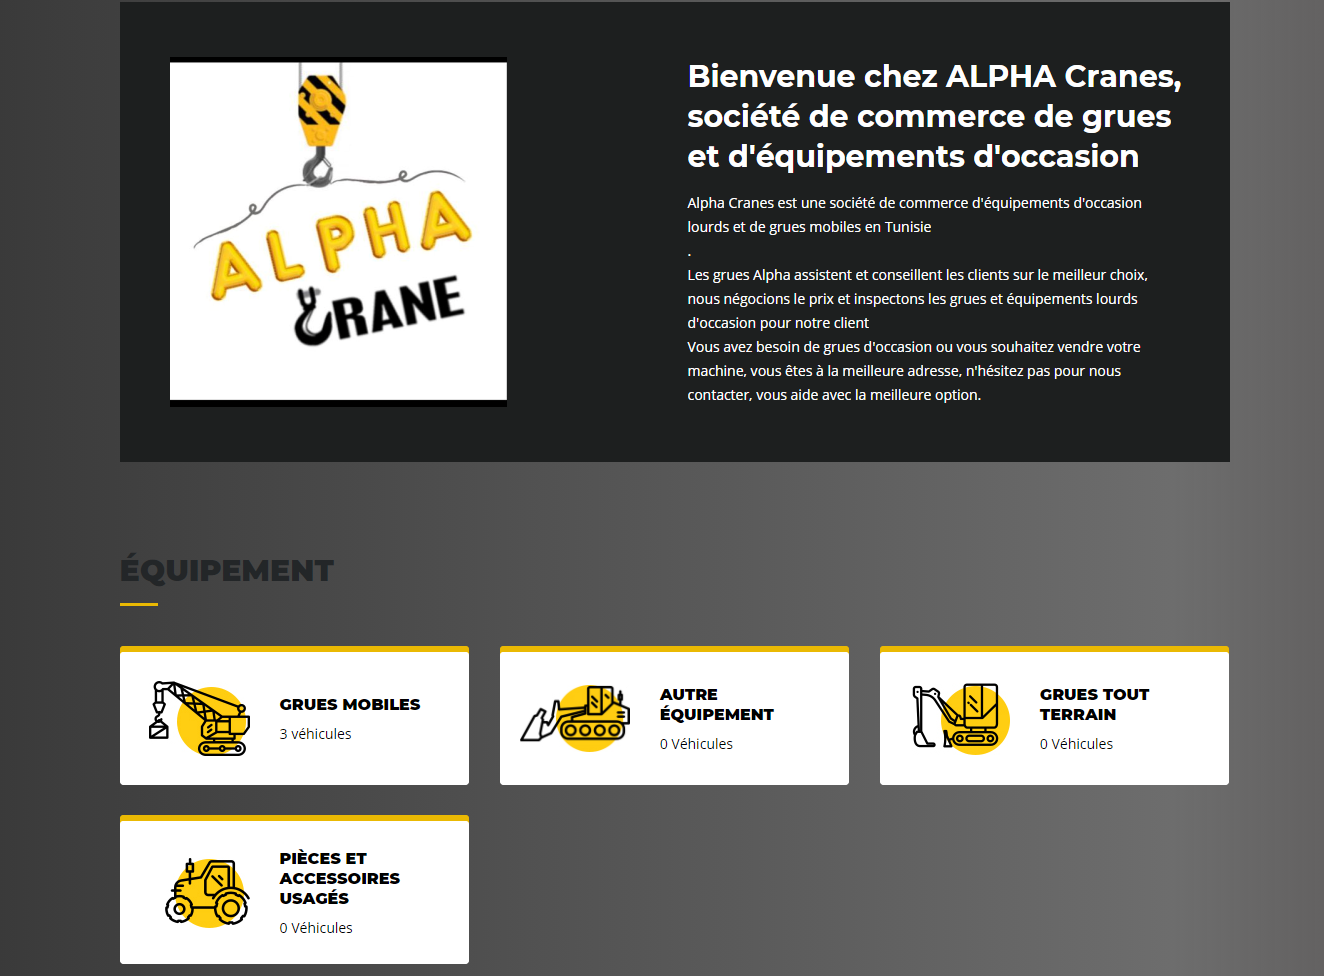 ALPHA
CRANE
Bienvenue chez ALPHA Cranes,
société de commerce de grues
et d'équipements d'occasion
Alpha Cranes est une société de commerce d'équipements d'occasion
lourds et de grues mobiles en Tunisie
.
Les grues Alpha assistent et conseillent les clients sur le meilleur choix,
nous négocions le prix et inspectons les grues et équipements lourds
d'occasion pour notre client
Vous avez besoin de grues d'occasion ou vous souhaitez vendre votre
machine, vous êtes à la meilleure adresse, n'hésitez pas pour nous
contacter, vous aide avec la meilleure option.
ÉQUIPEMENT
GRUES MOBILES
3 véhicules
AUTRE
ÉQUIPEMENT
0 Véhicules
GRUES TOUT
TERRAIN
0 Véhicules
PIÈCES ET
ACCESSOIRES
USAGÉS
0 Véhicules